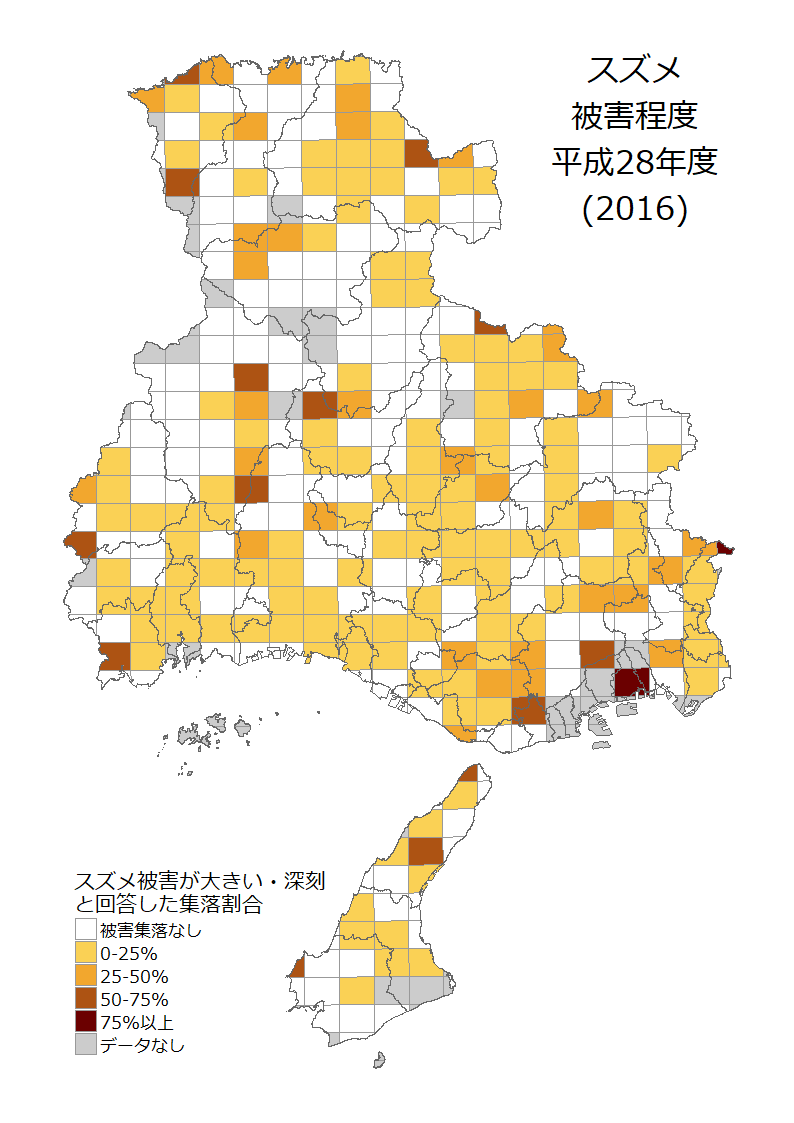 スズメ
被害程度
平成28年度
(2016)
スズメ被害が大きい・深刻
と回答した集落割合
被害集落なし
0-25%
25-50%
50-75%
75%以上
データなし